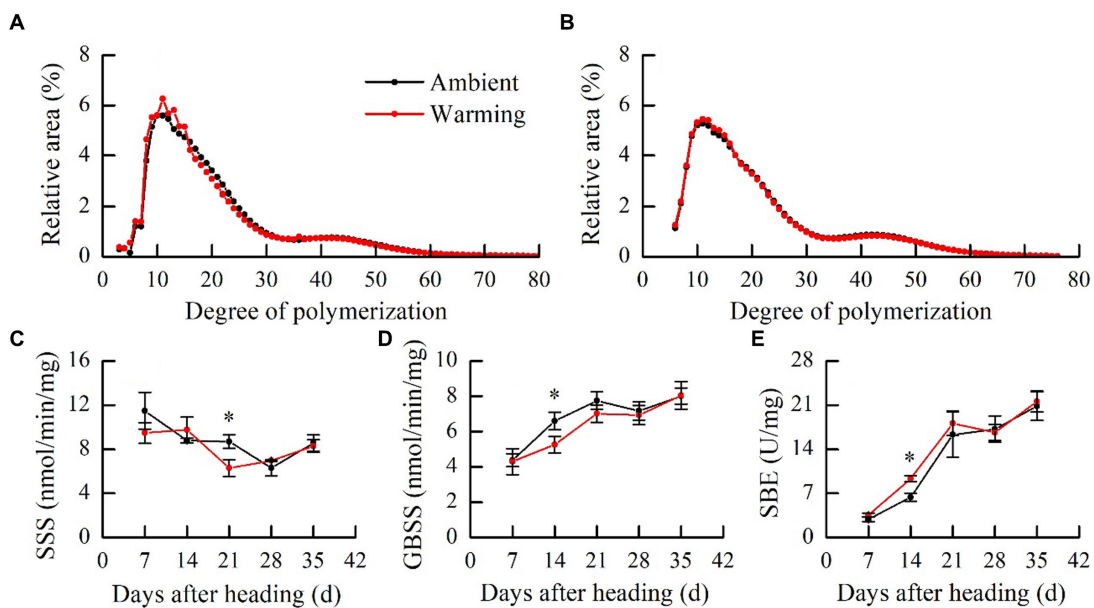 A
Relative area (%)
8
6
4
2
0
0 10 20 30 40 50 60 70 80
Degree of polymerization
Ambient
Warming
B
Relative area (%)
8
6
4
2
0
0 10 20 30 40 50 60 70 80
Degree of polymerization
C
SSS (nmol/min/mg)
16
12
8
4
0
*
0 7 14 21 28 35 42
Days after heading (d)
D
GBSS (nmol/min/mg)
10
8
6
4
2
0
*
0 7 14 21 28 35 42
Days after heading (d)
E
SBE (U/mg)
28
21
14
7
0
*
0 7 14 21 28 35 42
Days after heading (d)